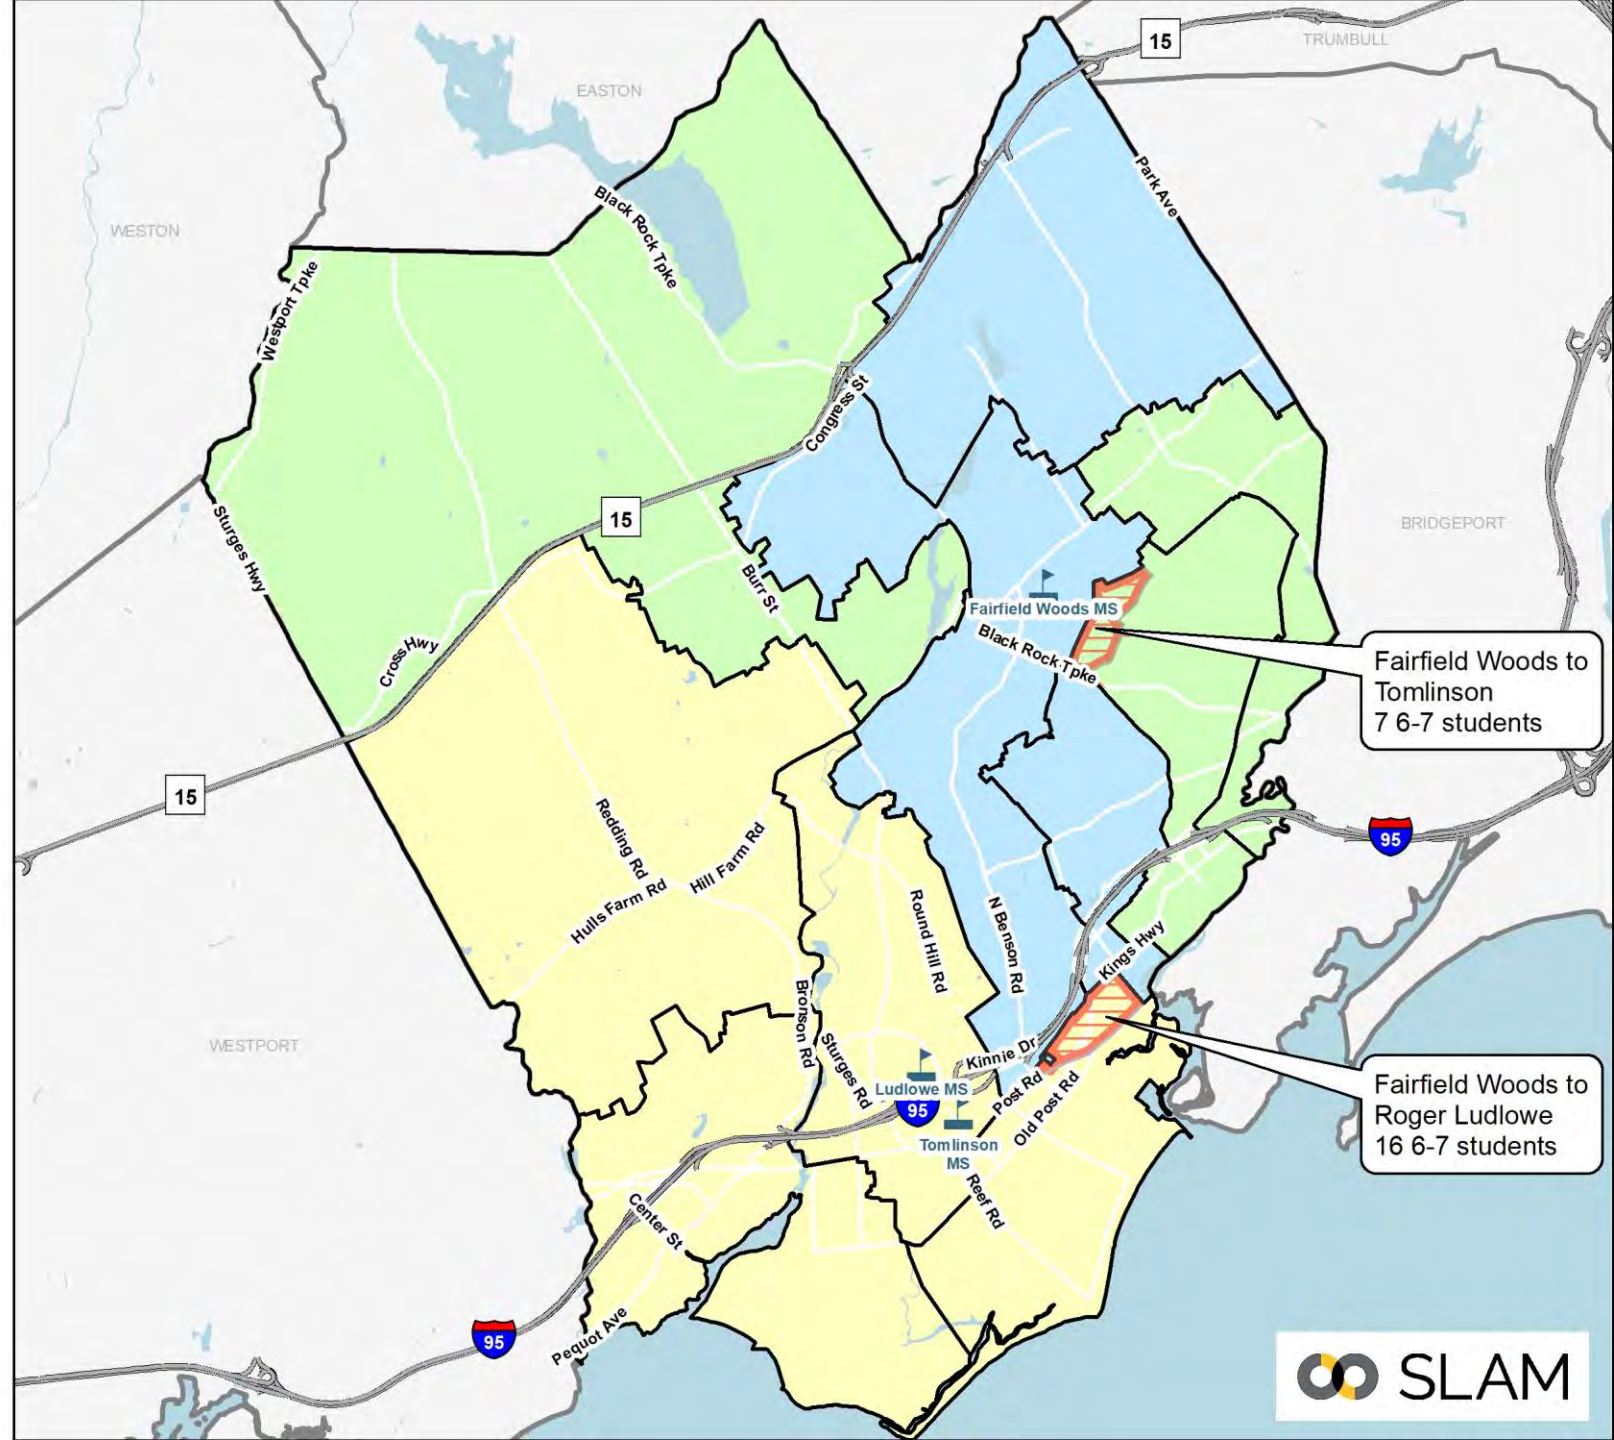 15
TRUMBULL
EASTON
Park Ave
Black Rock Tpke
WESTON
Westport Tpke
Congress St
15
BRIDGEPORT
Sturges Hwy
Burr St
Fairfield Woods MS
Black Rock Tpke
Cross Hwy
Fairfield Woods to
Tomlinson
7 6-7 students
15
95
Redding Rd
Hill Farm Rd
Hulls Farm Rd
Round Hill Rd
N Benson Rd
Kings Hwy
Bronson Rd
WESTPORT
Sturges Rd
Kinnie Dr
Ludlowe MS
95
Post Rd
Old Post Rd
Fairfield Woods to
Roger Ludlowe
16 6-7 students
Tomlinson
MS
Reef Rd
Center St
Pequot Ave
95
SLAM